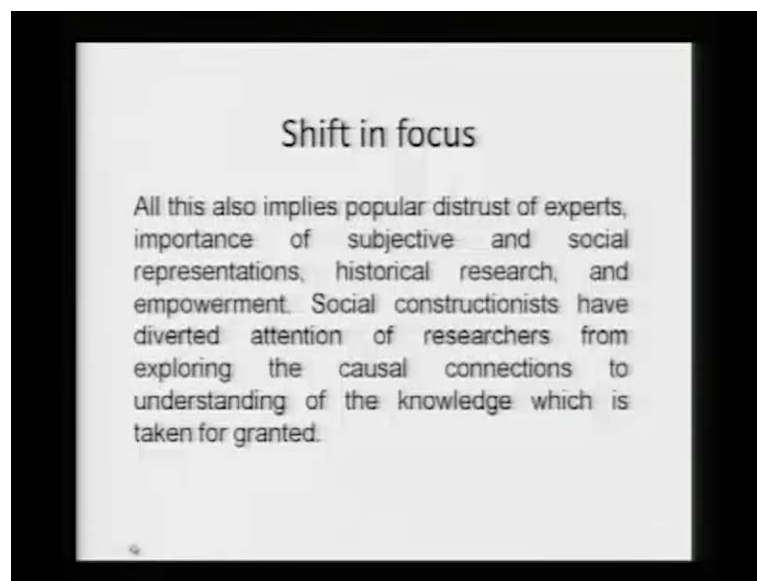 Shift in focus
All this also implies popular distrust of experts,
importance of subjective and social
representations, historical research, and
empowerment. Social constructionists have
diverted attention of researchers from
exploring the causal connections to
understanding of the knowledge which is
taken for granted.